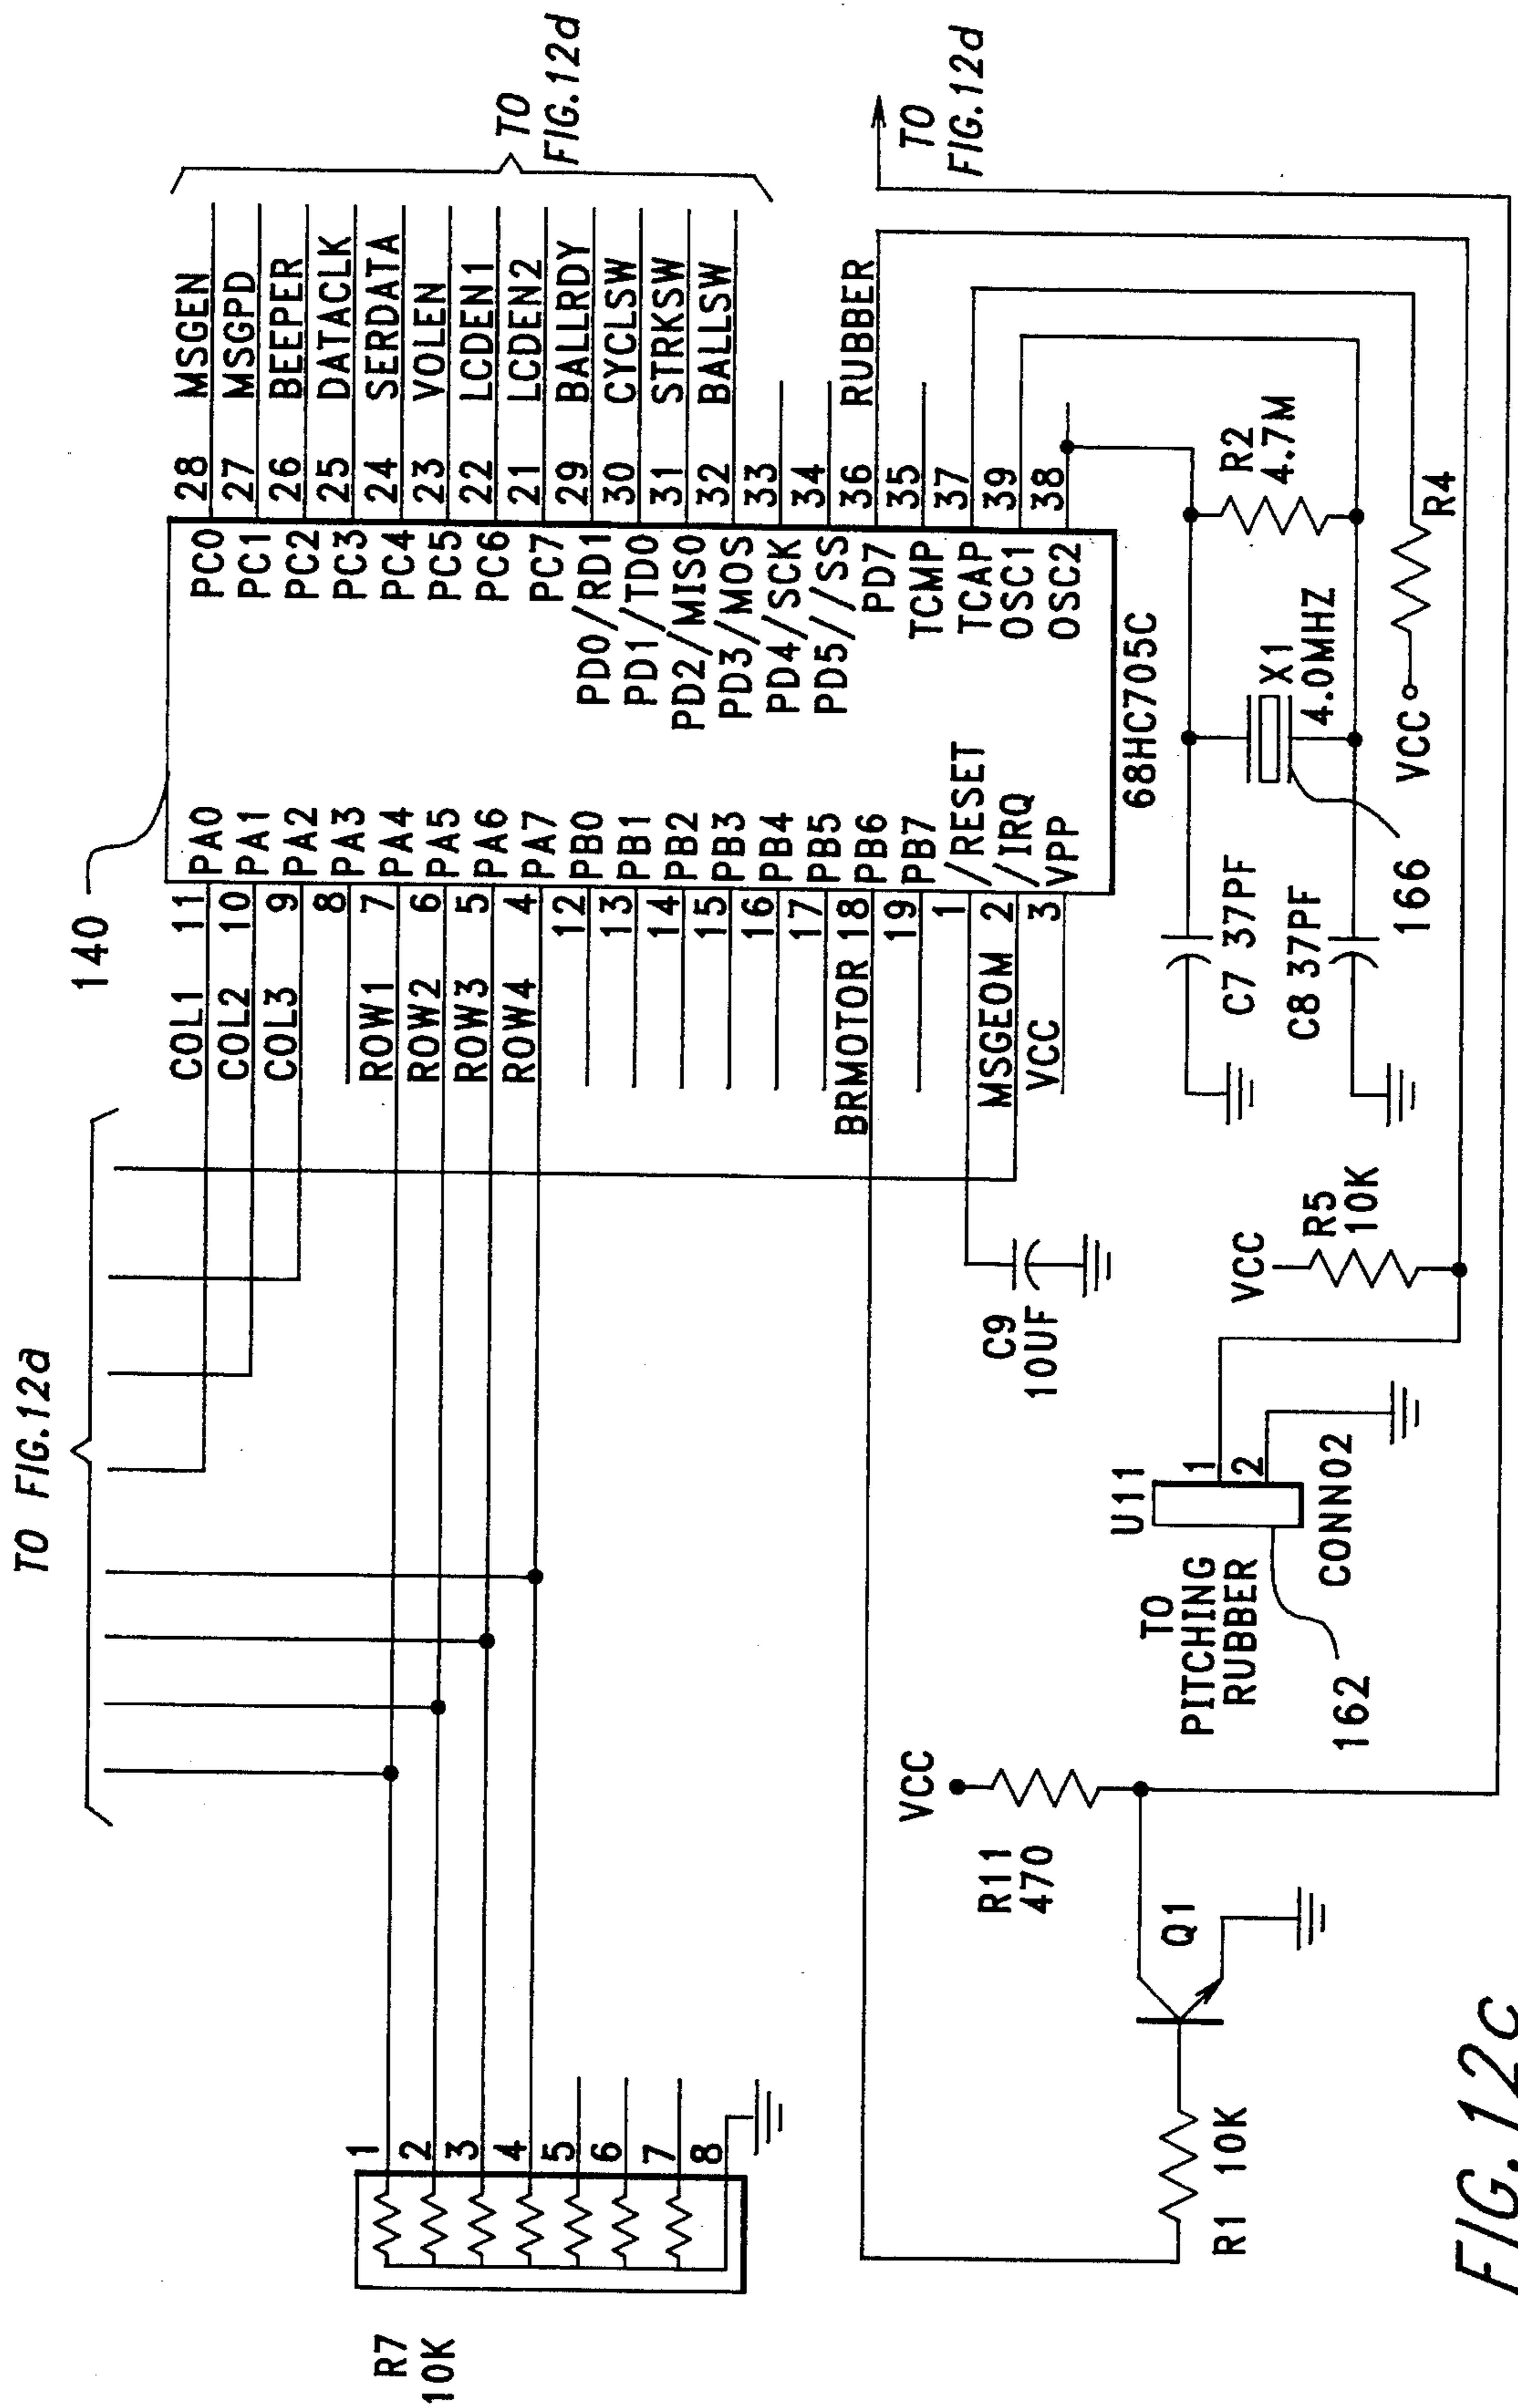 TO FIG.12a
140
COL1 11 PA0
COL2 10 PA1
COL3 9 PA2
8 PA3
ROW1 7 PA4
ROW2 6 PA5
ROW3 5 PA6
ROW4 4 PA7
12 PB0
13 PB1
14 PB2
15 PB3
16 PB4
17 PB5
BRMOTOR 18 PB6
19 PB7
1 /RESET
MSGEOM 2 /IRQ
VCC 3 VPP
PC0 28 MSGEN
PC1 27 MSGPD
PC2 26 BEEPER
PC3 25 DATACLK
PC4 24 SERDATA
PC5 23 VOLEN
PC6 22 LCDEN1
PC7 21 LCDEN2
PD0/RD1 29 BALLRDY
PD1/TD0 30 CYCLSW
PD2/MISO 31 STRKSW
PD3/MOS 32 BALLSW
PD4/SCK 33
PD5//SS 34
PD7 36 RUBBER
TCMP 35
TCAP 37
OSC1 39
OSC2 38
68HC705C
TO
FIG.12d
TO
FIG.12d
R7
10K
1
2
3
4
5
6
7
8
C9
10UF
C7 37PF
C8 37PF
X1
4.0MHZ
166
R2
4.7M
VCC
R4
VCC
R5
10K
U11
1
2
CONN02
TO
PITCHING
RUBBER
162
VCC
R11
470
Q1
R1 10K
FIG.12c